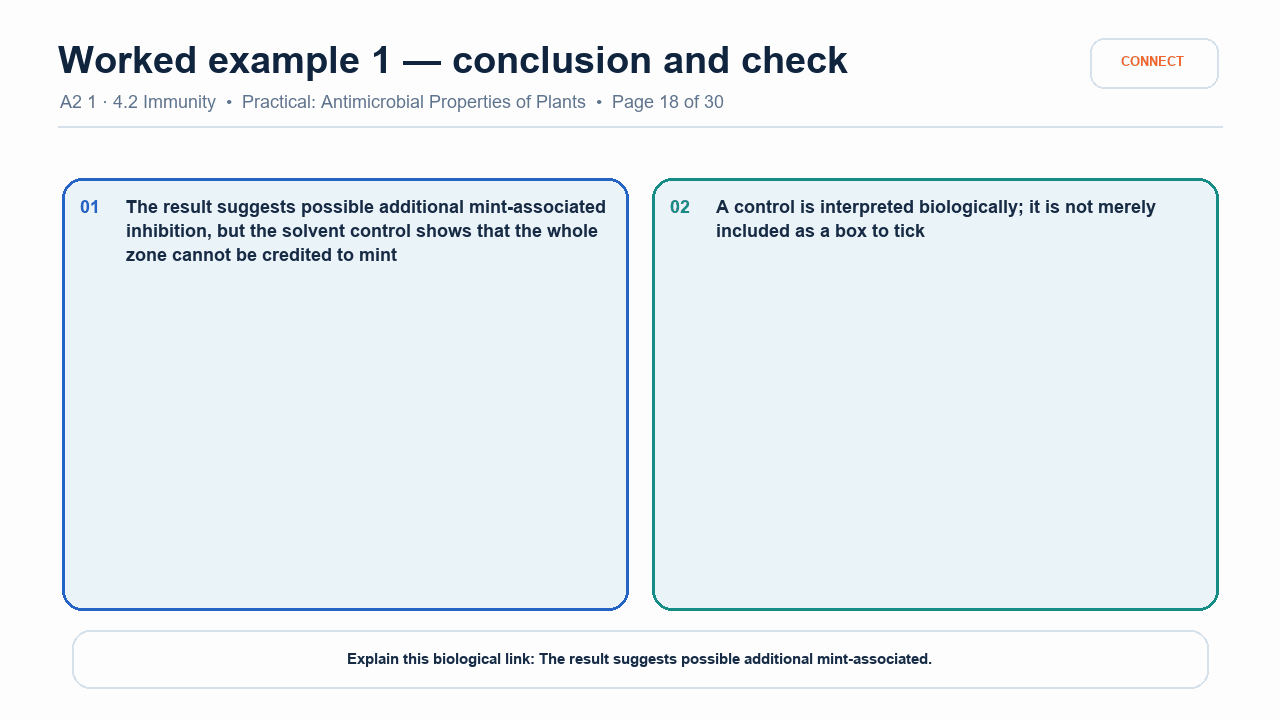 Worked example 1 — conclusion and check
CONNECT
A2 1 · 4.2 Immunity • Practical: Antimicrobial Properties of Plants • Page 18 of 30
01
The result suggests possible additional mint-associated
inhibition, but the solvent control shows that the whole
zone cannot be credited to mint
02
A control is interpreted biologically; it is not merely
included as a box to tick
Explain this biological link: The result suggests possible additional mint-associated.